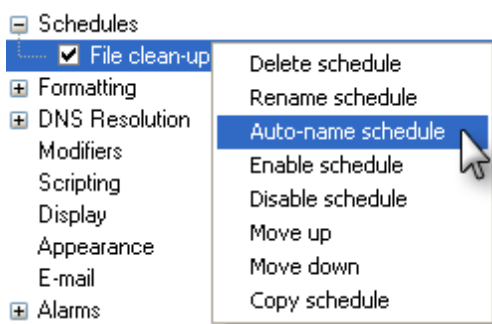 Schedules
File clean-up
Formatting
DNS Resolution
Modifiers
Scripting
Display
Appearance
E-mail
Alarms
Delete schedule
Rename schedule
Auto-name schedule
Enable schedule
Disable schedule
Move up
Move down
Copy schedule